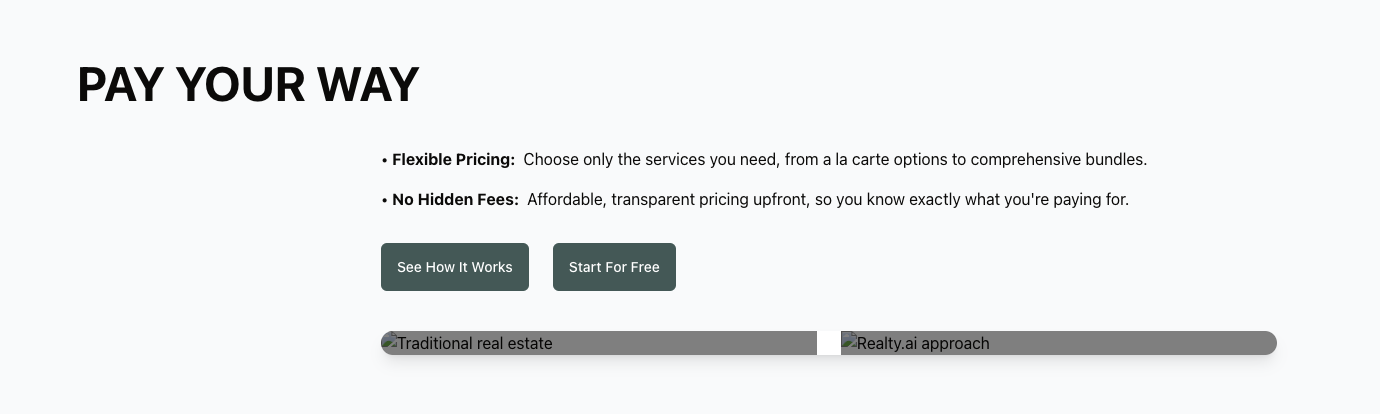 PAY YOUR WAY
• Flexible Pricing: Choose only the services you need, from a la carte options to comprehensive bundles.
• No Hidden Fees: Affordable, transparent pricing upfront, so you know exactly what you're paying for.
See How It Works
Start For Free
Traditional real estate
Realty.ai approach